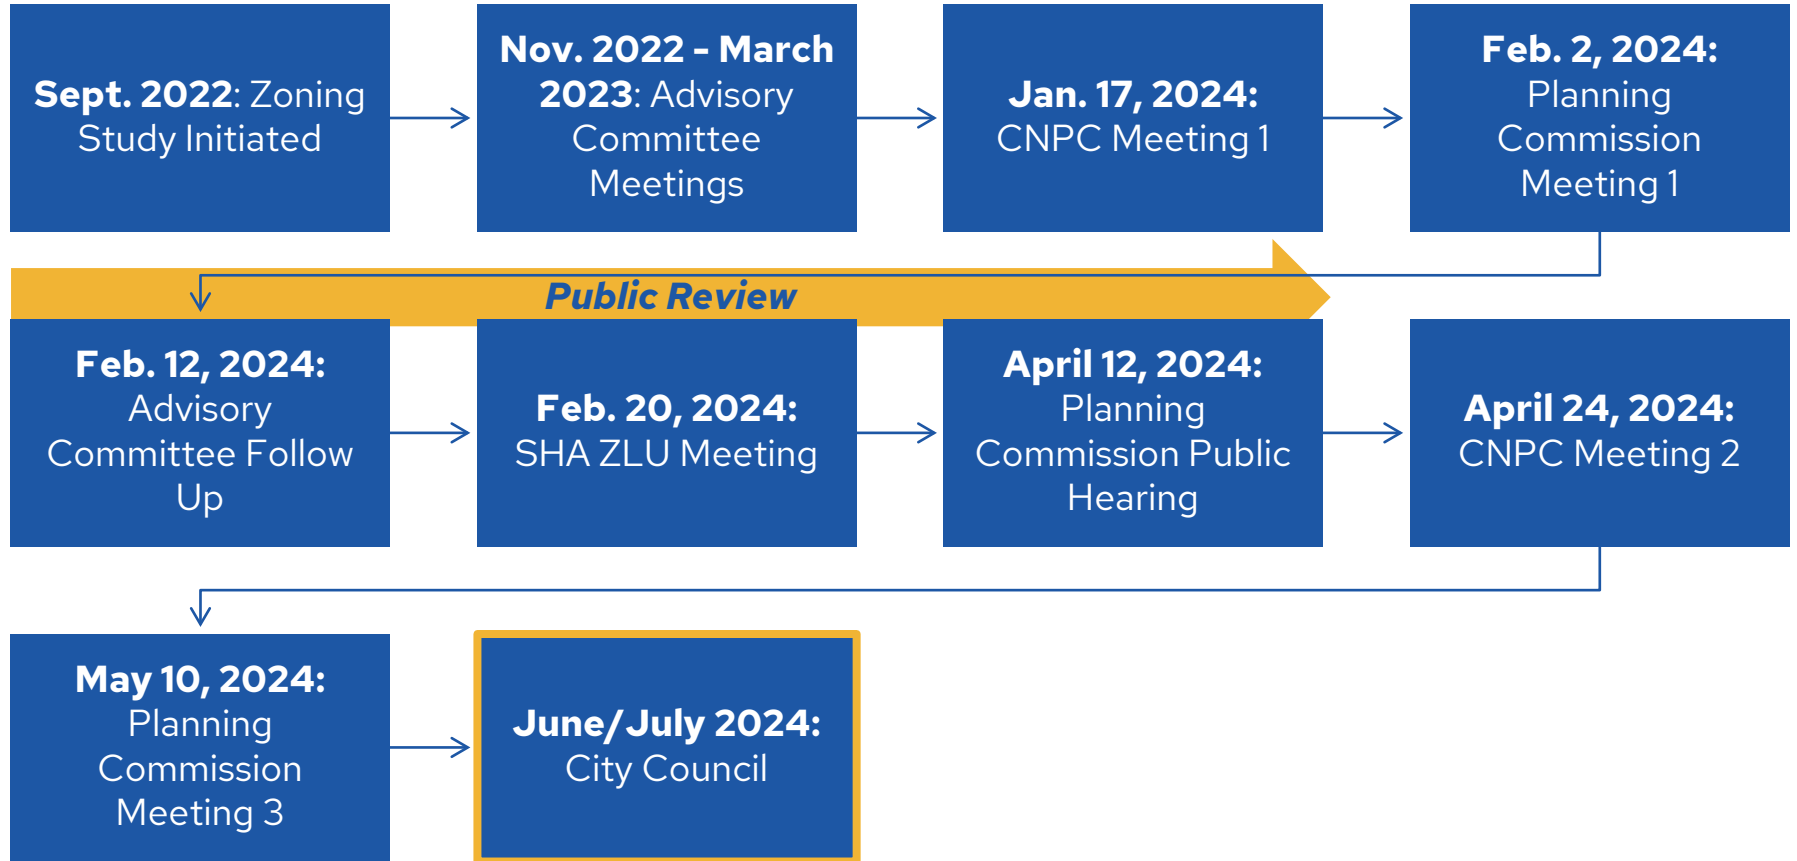 Sept. 2022: Zoning
Study Initiated
Nov. 2022 - March
2023: Advisory
Committee
Meetings
Jan. 17, 2024:
CNPC Meeting 1
Feb. 2, 2024:
Planning
Commission
Meeting 1
Public Review
Feb. 12, 2024:
Advisory
Committee Follow
Up
Feb. 20, 2024:
SHA ZLU Meeting
April 12, 2024:
Planning
Commission Public
Hearing
April 24, 2024:
CNPC Meeting 2
May 10, 2024:
Planning
Commission
Meeting 3
June/July 2024:
City Council